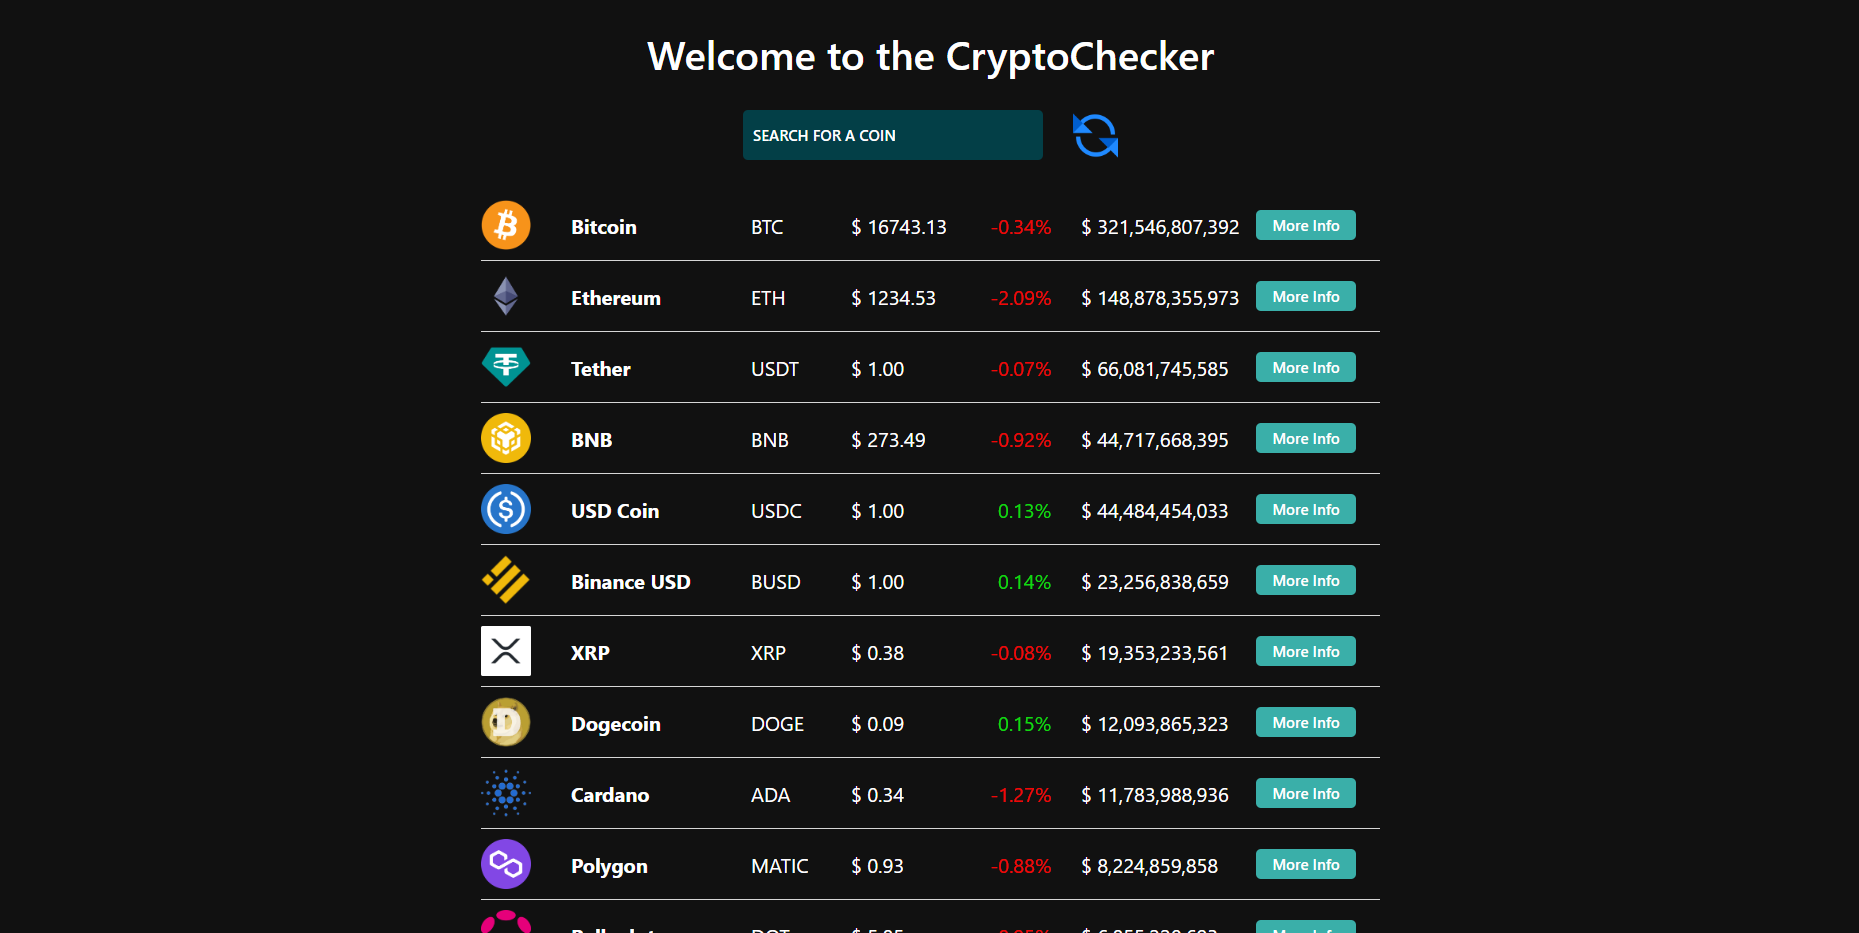 Welcome to the CryptoChecker
SEARCH FOR A COIN
Bitcoin BTC $ 16743.13 -0.34% $ 321,546,807,392 More Info
Ethereum ETH $ 1234.53 -2.09% $ 148,878,355,973 More Info
Tether USDT $ 1.00 -0.07% $ 66,081,745,585 More Info
BNB BNB $ 273.49 -0.92% $ 44,717,668,395 More Info
USD Coin USDC $ 1.00 0.13% $ 44,484,454,033 More Info
Binance USD BUSD $ 1.00 0.14% $ 23,256,838,659 More Info
XRP XRP $ 0.38 -0.08% $ 19,353,233,561 More Info
Dogecoin DOGE $ 0.09 0.15% $ 12,093,865,323 More Info
Cardano ADA $ 0.34 -1.27% $ 11,783,988,936 More Info
Polygon MATIC $ 0.93 -0.88% $ 8,224,859,858 More Info